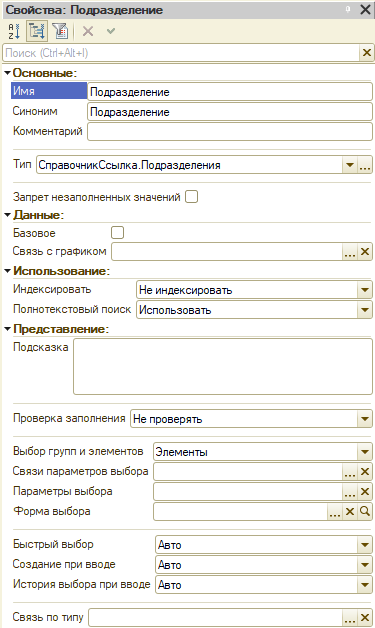 Свойства: Подразделение
Поиск (Ctrl+Alt+I)
Основные:
Имя Подразделение
Синоним Подразделение
Комментарий
Тип СправочникСсылка.Подразделения
Запрет незаполненных значений
Данные:
Базовое
Связь с графиком
Использование:
Индексировать Не индексировать
Полнотекстовый поиск Использовать
Представление:
Подсказка
Проверка заполнения Не проверять
Выбор групп и элементов Элементы
Связи параметров выбора
Параметры выбора
Форма выбора
Быстрый выбор Авто
Создание при вводе Авто
История выбора при вводе Авто
Связь по типу